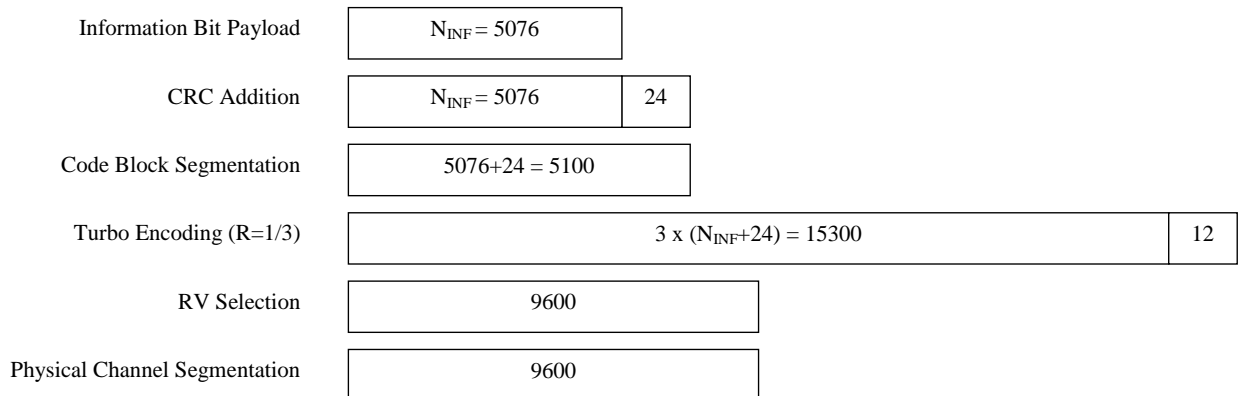 Information Bit Payload
N_INF = 5076
CRC Addition
N_INF = 5076
24
Code Block Segmentation
5076+24 = 5100
Turbo Encoding (R=1/3)
3 x (N_INF+24) = 15300
12
RV Selection
9600
Physical Channel Segmentation
9600